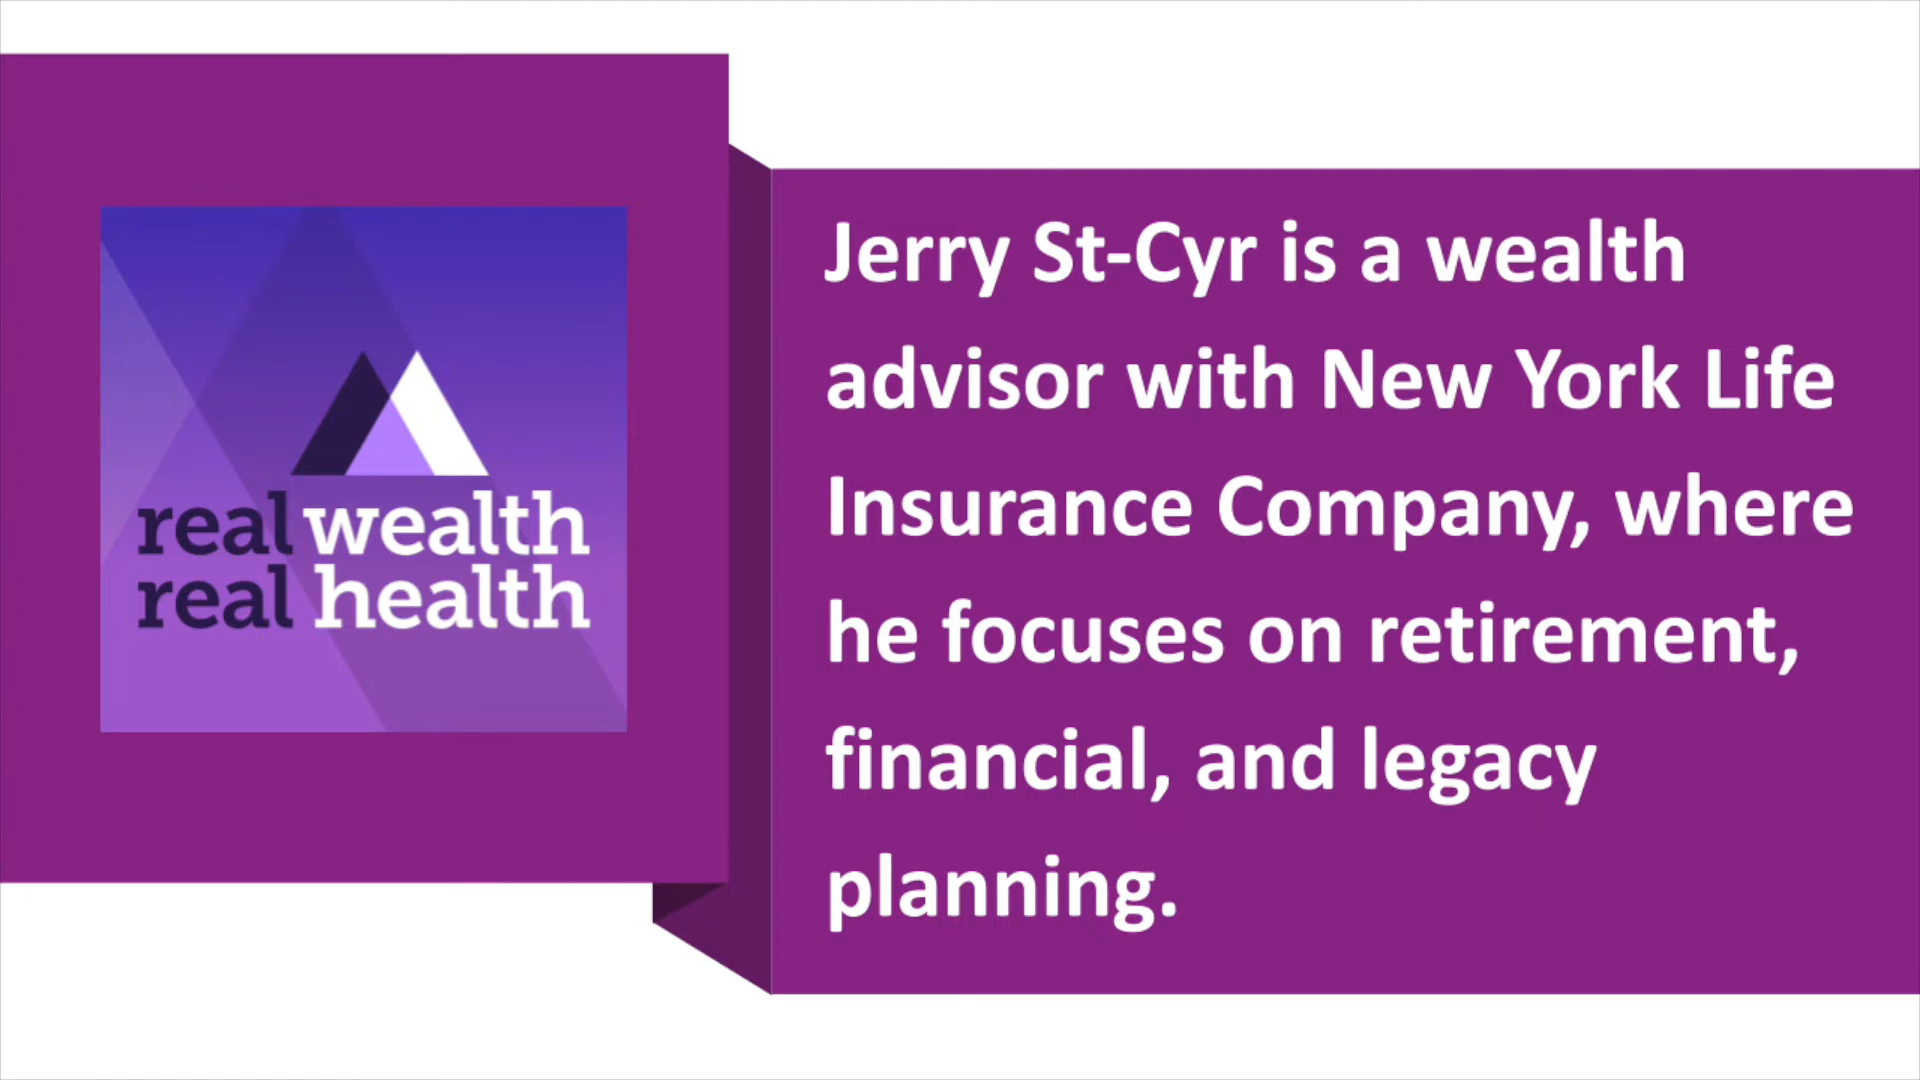 real wealth
real health
Jerry St-Cyr is a wealth
advisor with New York Life
Insurance Company, where
he focuses on retirement,
financial, and legacy
planning.